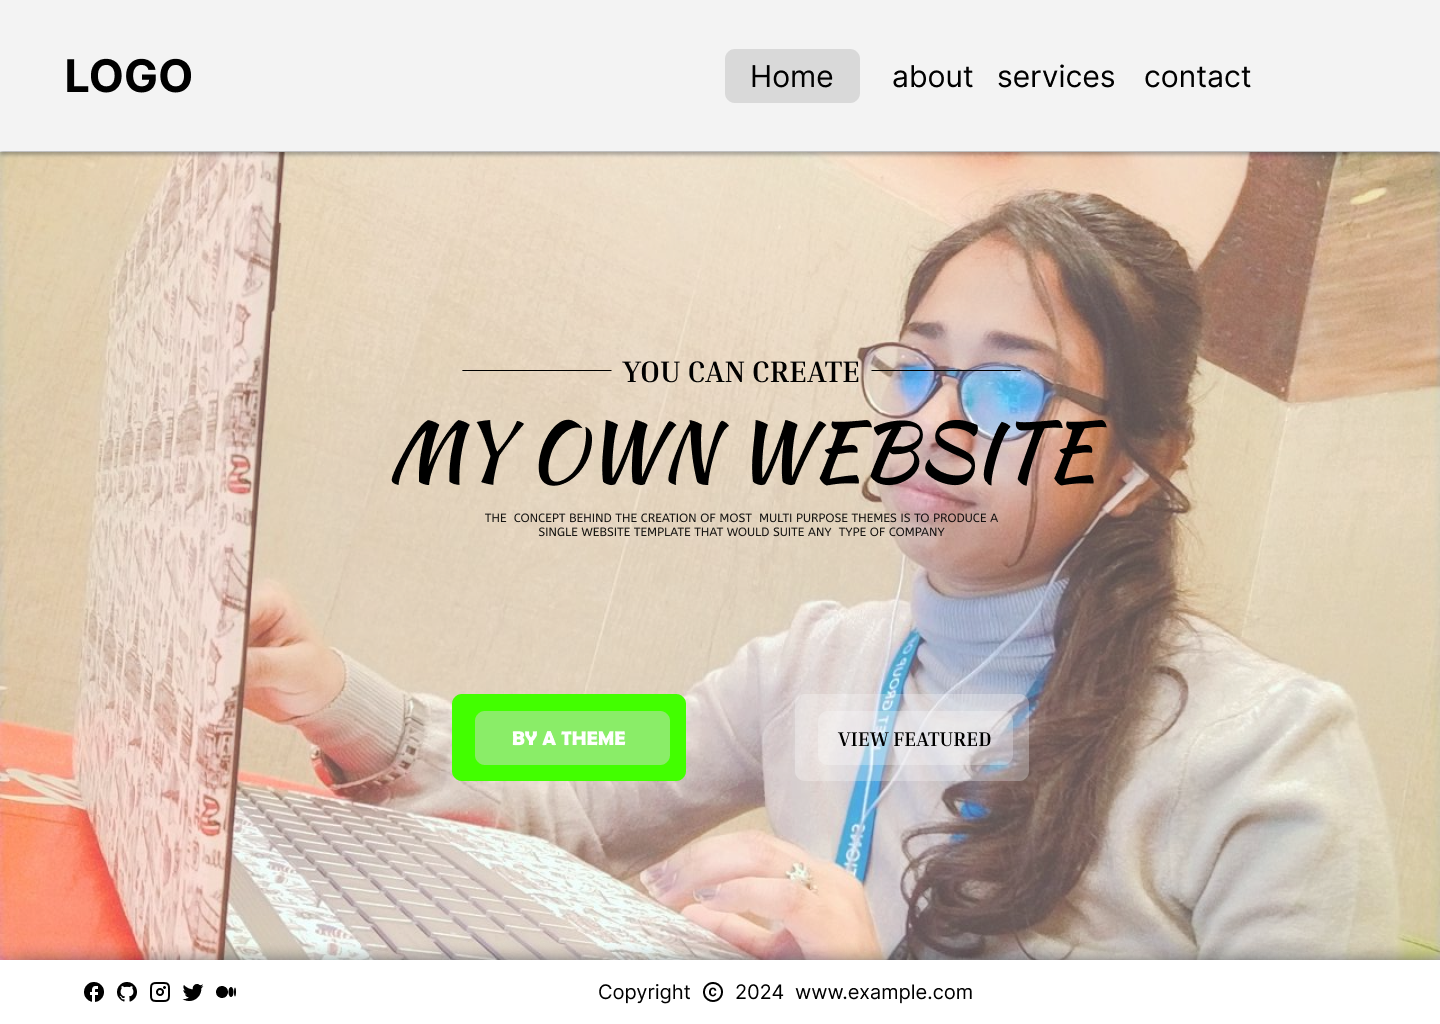 LOGO
Home about services contact
YOU CAN CREATE
MY OWN WEBSITE
THE CONCEPT BEHIND THE CREATION OF MOST MULTI PURPOSE THEMES IS TO PRODUCE A
SINGLE WEBSITE TEMPLATE THAT WOULD SUITE ANY TYPE OF COMPANY
BY A THEME
VIEW FEATURED
Copyright © 2024 www.example.com